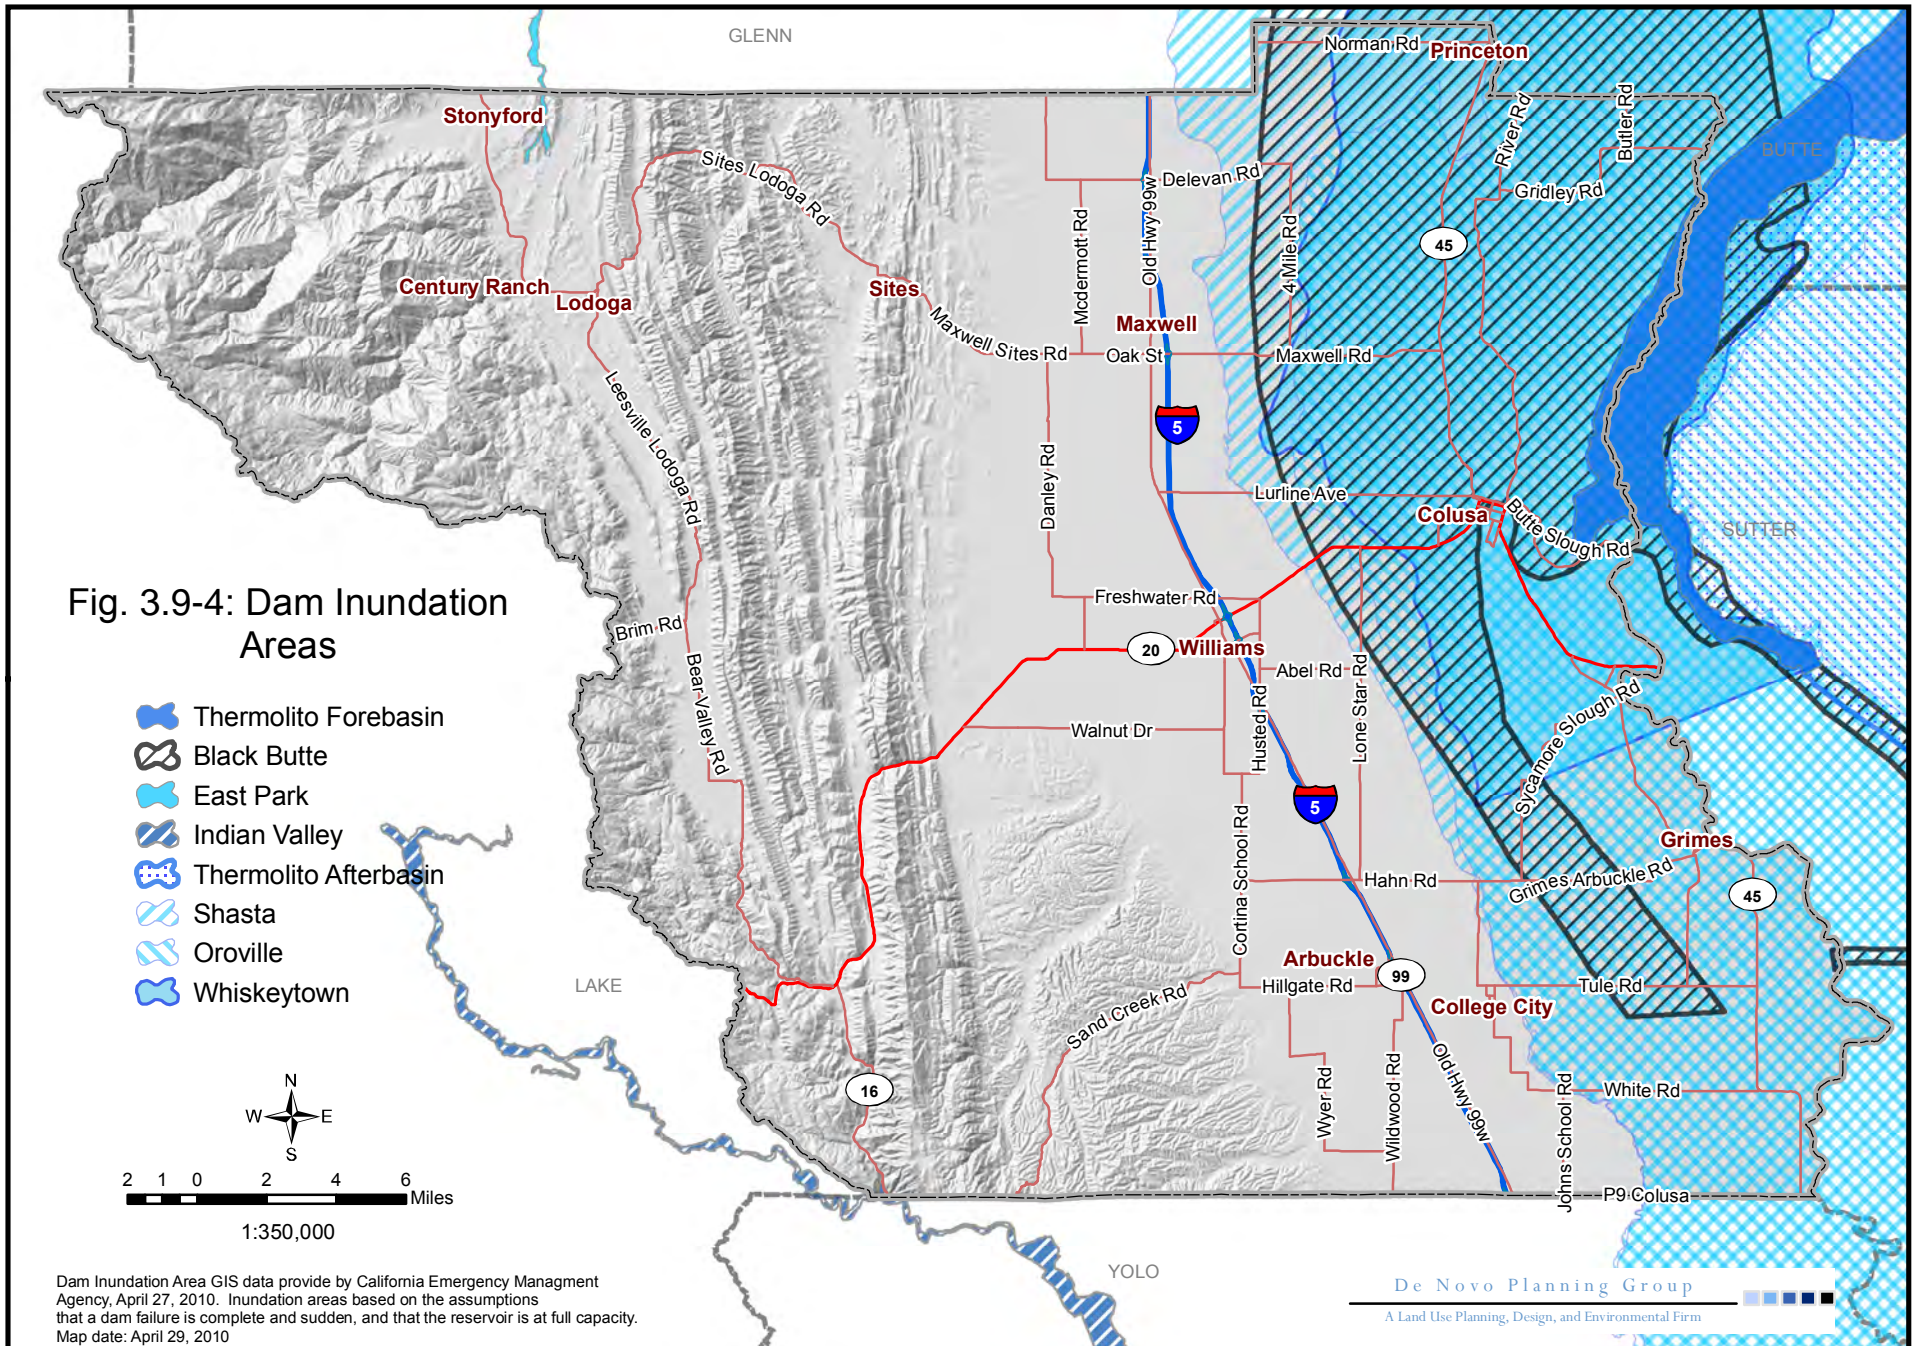 GLENN
Norman Rd
Princeton
Stonyford
River Rd
Butler Rd
BUTTE
Sites Lodoga Rd
Delevan Rd
Gridley Rd
Mcdermott Rd
Old Hwy 99w
4 Mile Rd
45
Century Ranch
Lodoga
Sites
Maxwell
Maxwell Sites Rd
Oak St
Maxwell Rd
Leesville Lodoga Rd
5
Danley Rd
Lurline Ave
Colusa
Butte Slough Rd
SUTTER
Fig. 3.9-4: Dam Inundation
Areas
Freshwater Rd
Brim Rd
20
Williams
Abel Rd
Bear Valley Rd
Husted Rd
Lone Star Rd
Sycamore Slough Rd
Walnut Dr
Thermolito Forebasin
Black Butte
East Park
Indian Valley
Thermolito Afterbasin
Shasta
Oroville
Whiskeytown
5
Cortina School Rd
Grimes
Hahn Rd
Grimes Arbuckle Rd
45
Arbuckle
99
LAKE
Hillgate Rd
Tule Rd
College City
Sand Creek Rd
16
Wyer Rd
Wildwood Rd
Old Hwy 99w
Johns School Rd
White Rd
N
W E
S
2 1 0 2 4 6
Miles
1:350,000
P9 Colusa
YOLO
Dam Inundation Area GIS data provide by California Emergency Managment
Agency, April 27, 2010. Inundation areas based on the assumptions
that a dam failure is complete and sudden, and that the reservoir is at full capacity.
Map date: April 29, 2010
De Novo Planning Group
A Land Use Planning, Design, and Environmental Firm